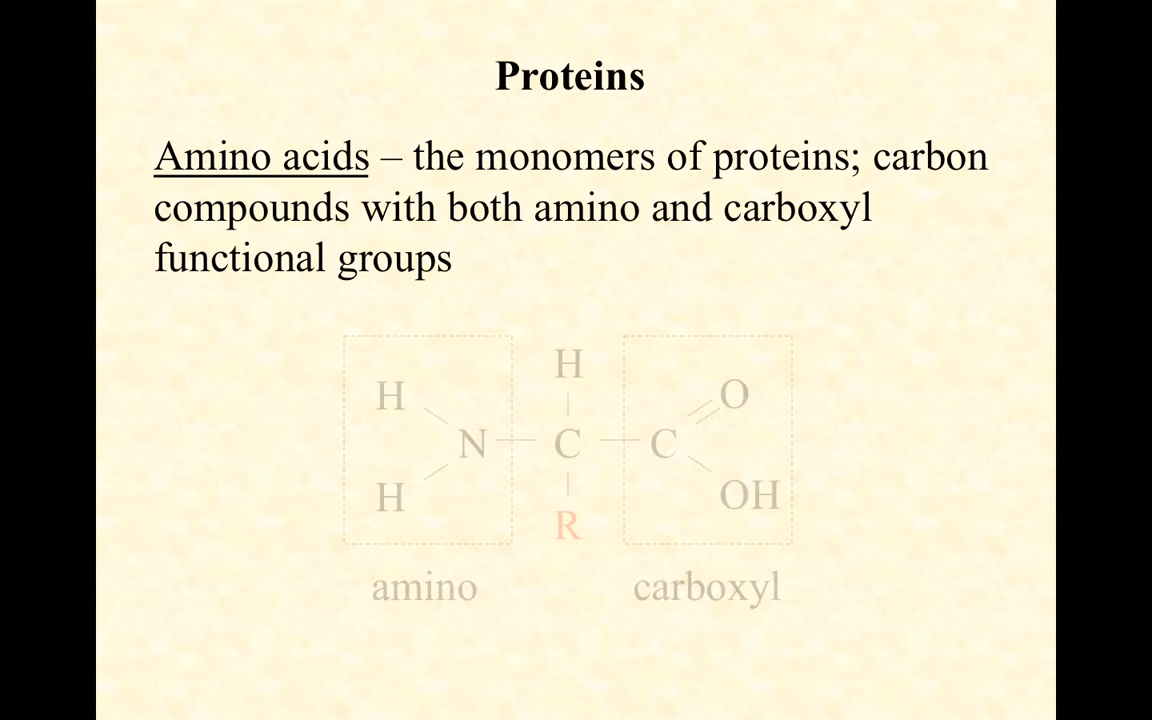 Proteins
Amino acids – the monomers of proteins; carbon
compounds with both amino and carboxyl
functional groups
H
H O
N C C
H OH
R
amino carboxyl